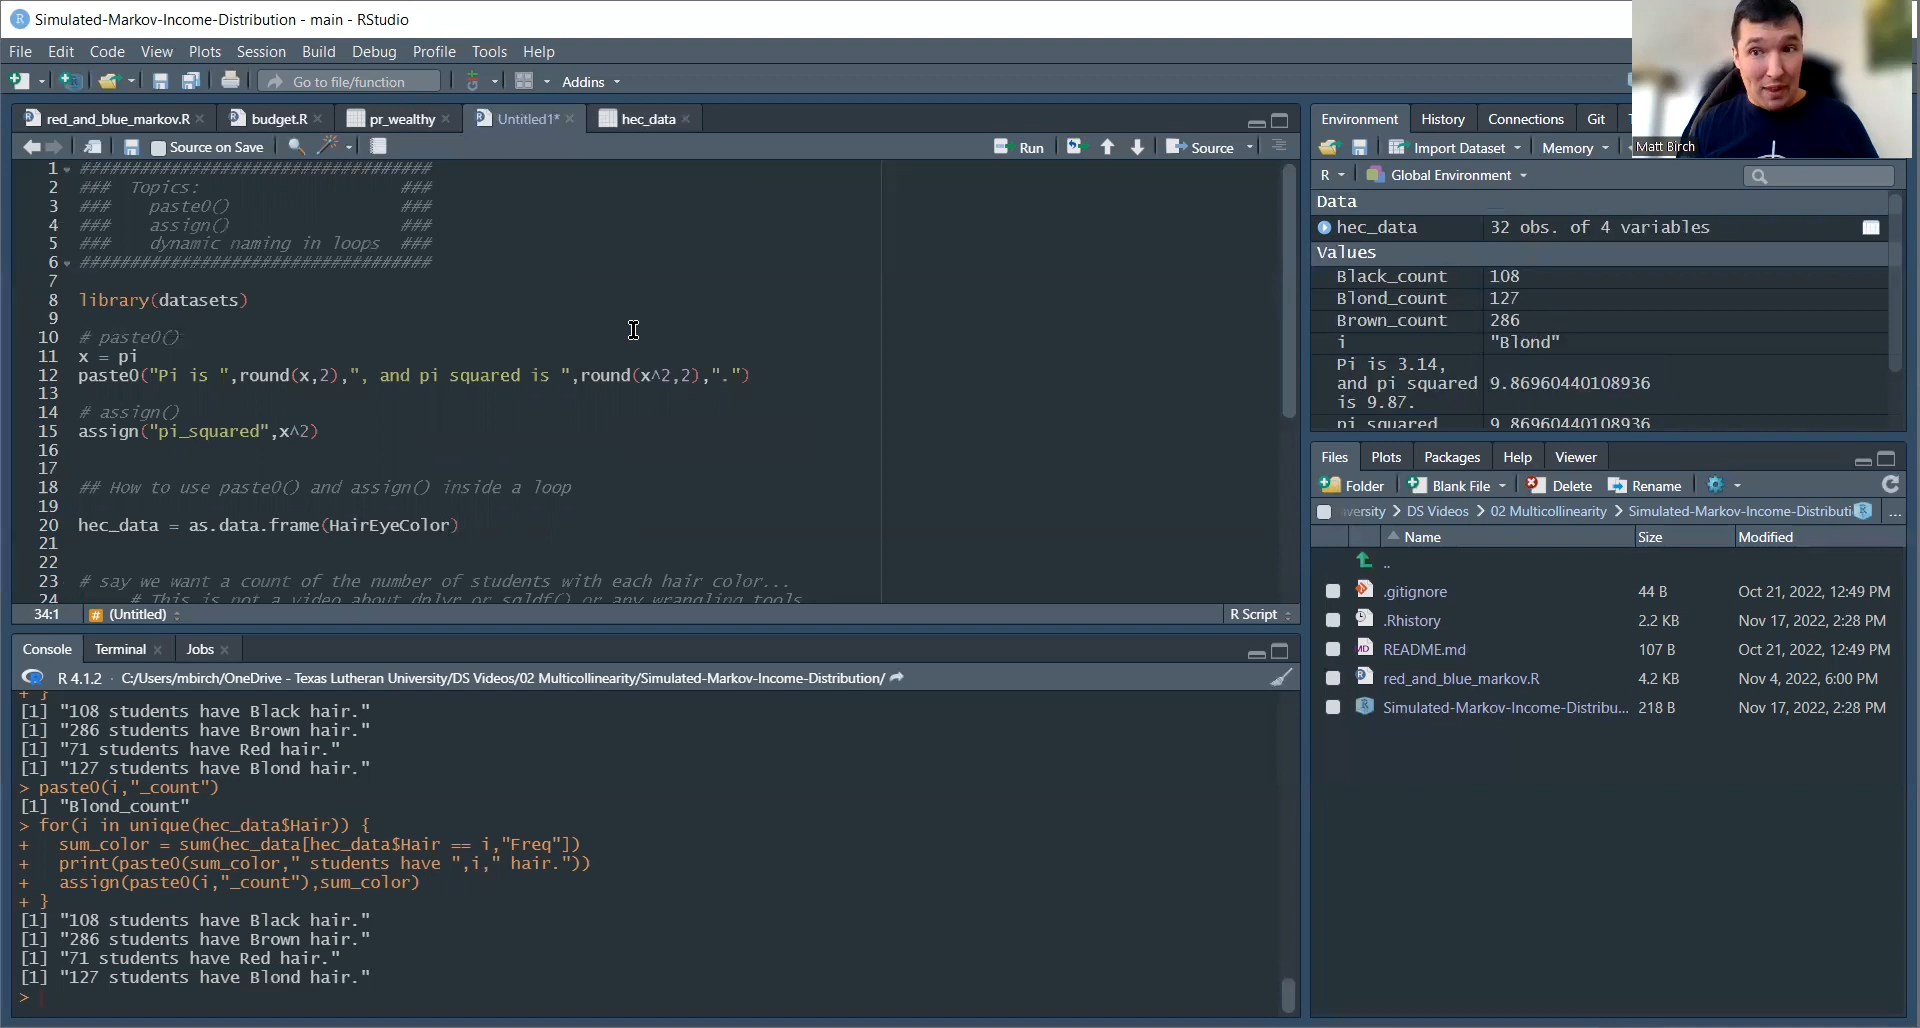 Simulated-Markov-Income-Distribution - main - RStudio
File Edit Code View Plots Session Build Debug Profile Tools Help
Go to file/function
Addins
red_and_blue_markov.R
budget.R
pr_wealthy
Untitled1*
hec_data
Source on Save
Run
Source
1 ###################################
2 ### Topics: ###
3 ### paste0() ###
4 ### assign() ###
5 ### dynamic naming in loops ###
6 ###################################
7
8 library(datasets)
9
10 # paste0()
11 x = pi
12 paste0("Pi is ",round(x,2),", and pi squared is ",round(x^2,2),".")
13
14 # assign()
15 assign("pi_squared",x^2)
16
17
18 ## How to use paste0() and assign() inside a loop
19
20 hec_data = as.data.frame(HairEyeColor)
21
22
23 # say we want a count of the number of students with each hair color...
24 # This is not a video about dplyr or sqldf() or any wrangling tools
34:1 # (Untitled) R Script
Console Terminal Jobs
R 4.1.2 · C:/Users/mbirch/OneDrive - Texas Lutheran University/DS Videos/02 Multicollinearity/Simulated-Markov-Income-Distribution/
+ }
[1] "108 students have Black hair."
[1] "286 students have Brown hair."
[1] "71 students have Red hair."
[1] "127 students have Blond hair."
> paste0(i,"_count")
[1] "Blond_count"
> for(i in unique(hec_data$Hair)) {
+ sum_color = sum(hec_data[hec_data$Hair == i,"Freq"])
+ print(paste0(sum_color," students have ",i," hair."))
+ assign(paste0(i,"_count"),sum_color)
+ }
[1] "108 students have Black hair."
[1] "286 students have Brown hair."
[1] "71 students have Red hair."
[1] "127 students have Blond hair."
>
Matt Birch
Environment History Connections Git
Import Dataset
Memory
R Global Environment
Data
hec_data 32 obs. of 4 variables
Values
Black_count 108
Blond_count 127
Brown_count 286
i "Blond"
Pi is 3.14,
and pi squared 9.86960440108936
is 9.87.
pi_squared 9.86960440108936
Files Plots Packages Help Viewer
Folder Blank File Delete Rename
iversity > DS Videos > 02 Multicollinearity > Simulated-Markov-Income-Distributi ...
Name Size Modified
..
.gitignore 44 B Oct 21, 2022, 12:49 PM
.Rhistory 2.2 KB Nov 17, 2022, 2:28 PM
README.md 107 B Oct 21, 2022, 12:49 PM
red_and_blue_markov.R 4.2 KB Nov 4, 2022, 6:00 PM
Simulated-Markov-Income-Distribu... 218 B Nov 17, 2022, 2:28 PM